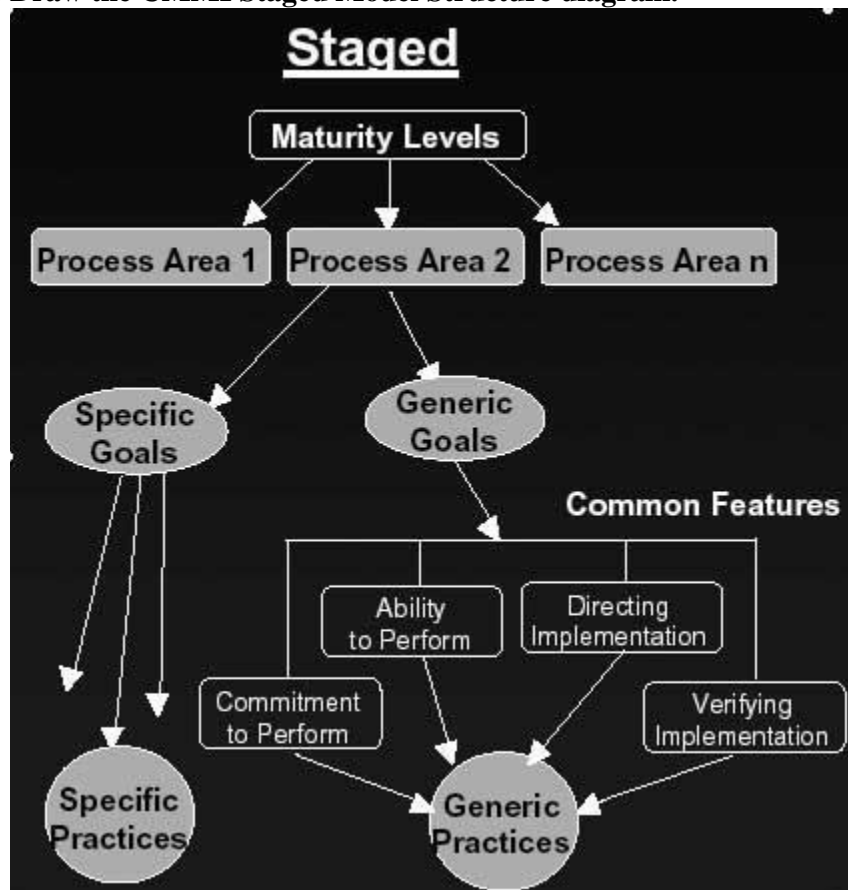 Draw the CMMI Staged Model Structure diagram.
Staged
Maturity Levels
Process Area 1
Process Area 2
Process Area n
Specific
Goals
Generic
Goals
Common Features
Ability
to Perform
Directing
Implementation
Commitment
to Perform
Verifying
Implementation
Specific
Practices
Generic
Practices